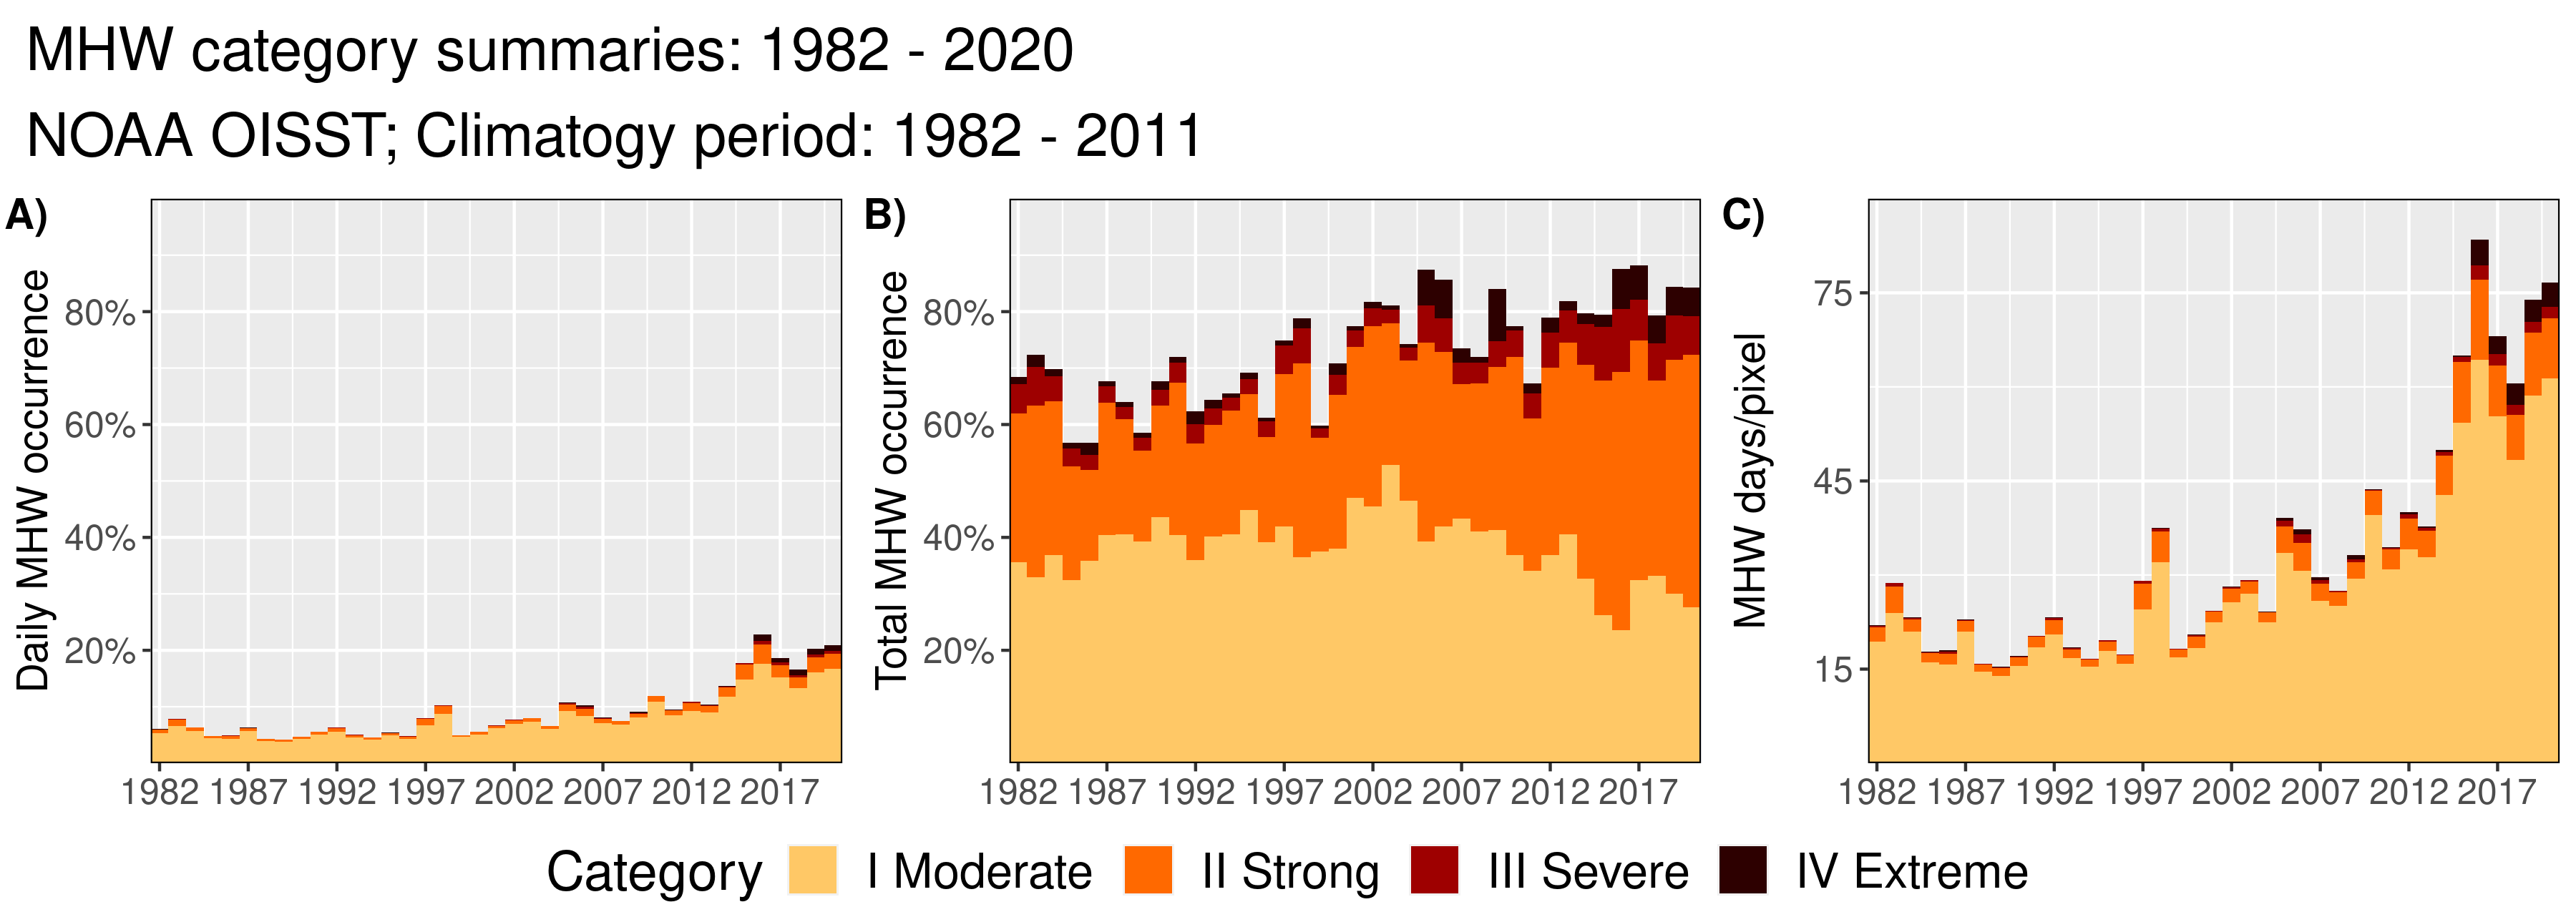 MHW category summaries: 1982 - 2020
NOAA OISST; Climatogy period: 1982 - 2011
A)
Daily MHW occurrence
80%
60%
40%
20%
1982 1987 1992 1997 2002 2007 2012 2017
B)
Total MHW occurrence
80%
60%
40%
20%
1982 1987 1992 1997 2002 2007 2012 2017
C)
MHW days/pixel
75
45
15
1982 1987 1992 1997 2002 2007 2012 2017
Category I Moderate II Strong III Severe IV Extreme